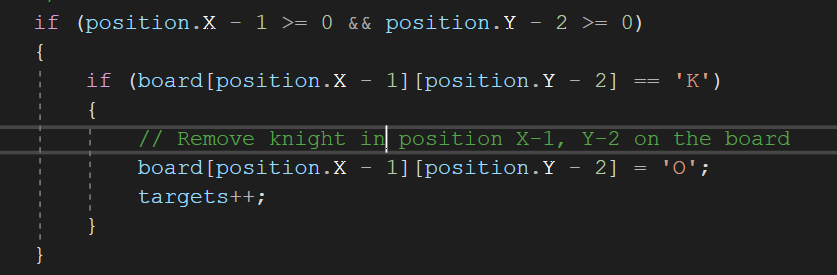 if (position.X - 1 >= 0 && position.Y - 2 >= 0)
{
if (board[position.X - 1][position.Y - 2] == 'K')
{
// Remove knight in position X-1, Y-2 on the board
board[position.X - 1][position.Y - 2] = 'O';
targets++;
}
}